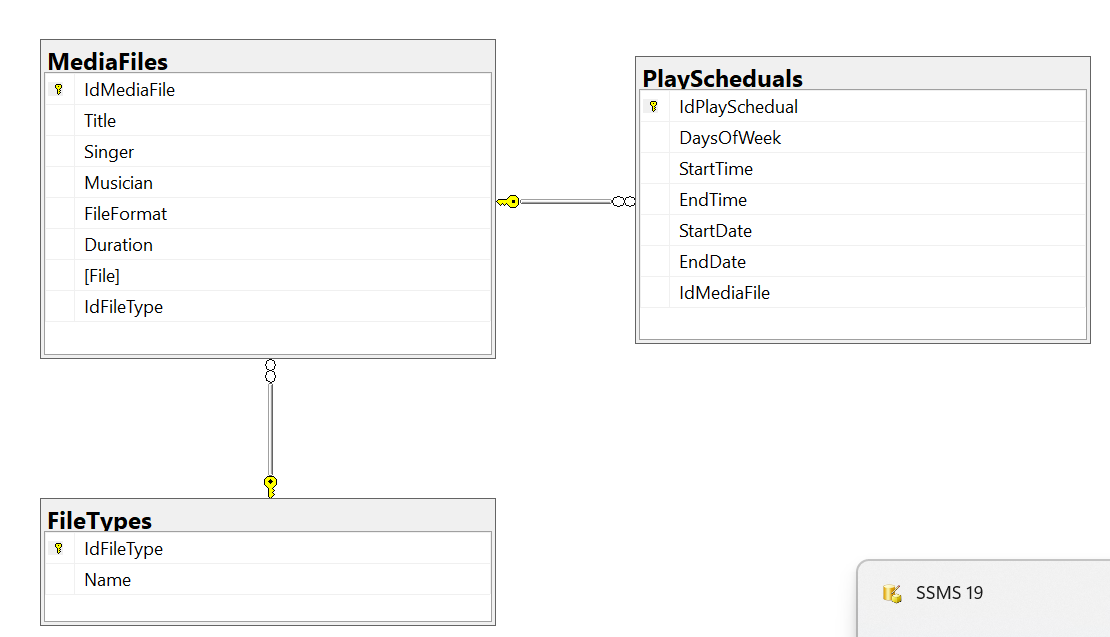 MediaFiles
IdMediaFile
Title
Singer
Musician
FileFormat
Duration
[File]
IdFileType
PlayScheduals
IdPlaySchedual
DaysOfWeek
StartTime
EndTime
StartDate
EndDate
IdMediaFile
FileTypes
IdFileType
Name
SSMS 19